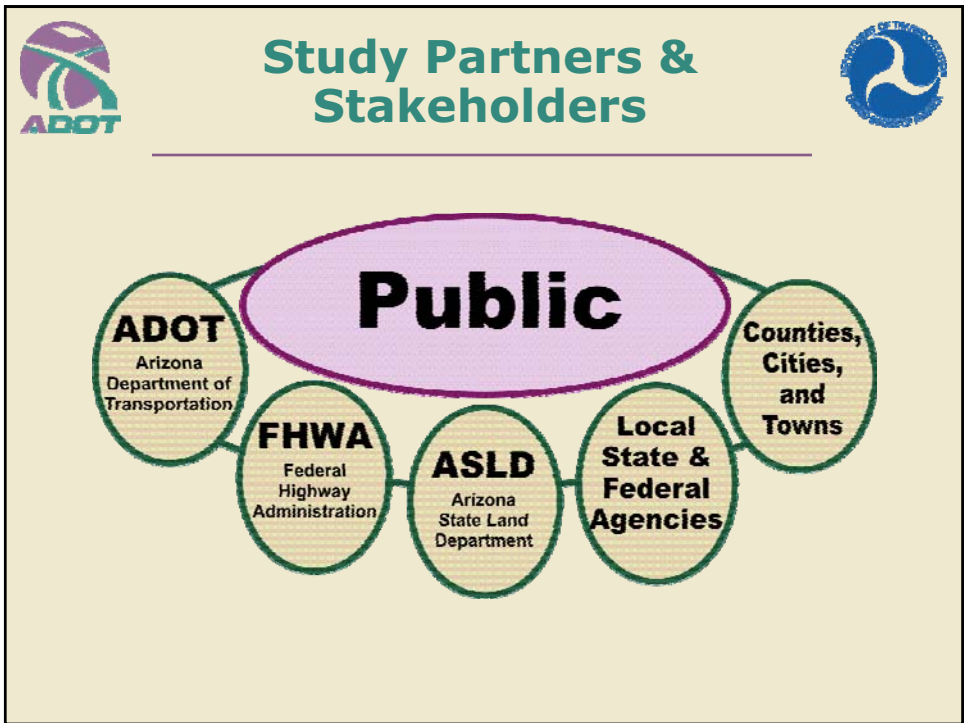 Study Partners &
Stakeholders
ADOT
Public
ADOT
Arizona
Department of
Transportation
FHWA
Federal
Highway
Administration
ASLD
Arizona
State Land
Department
Local
State &
Federal
Agencies
Counties,
Cities,
and
Towns